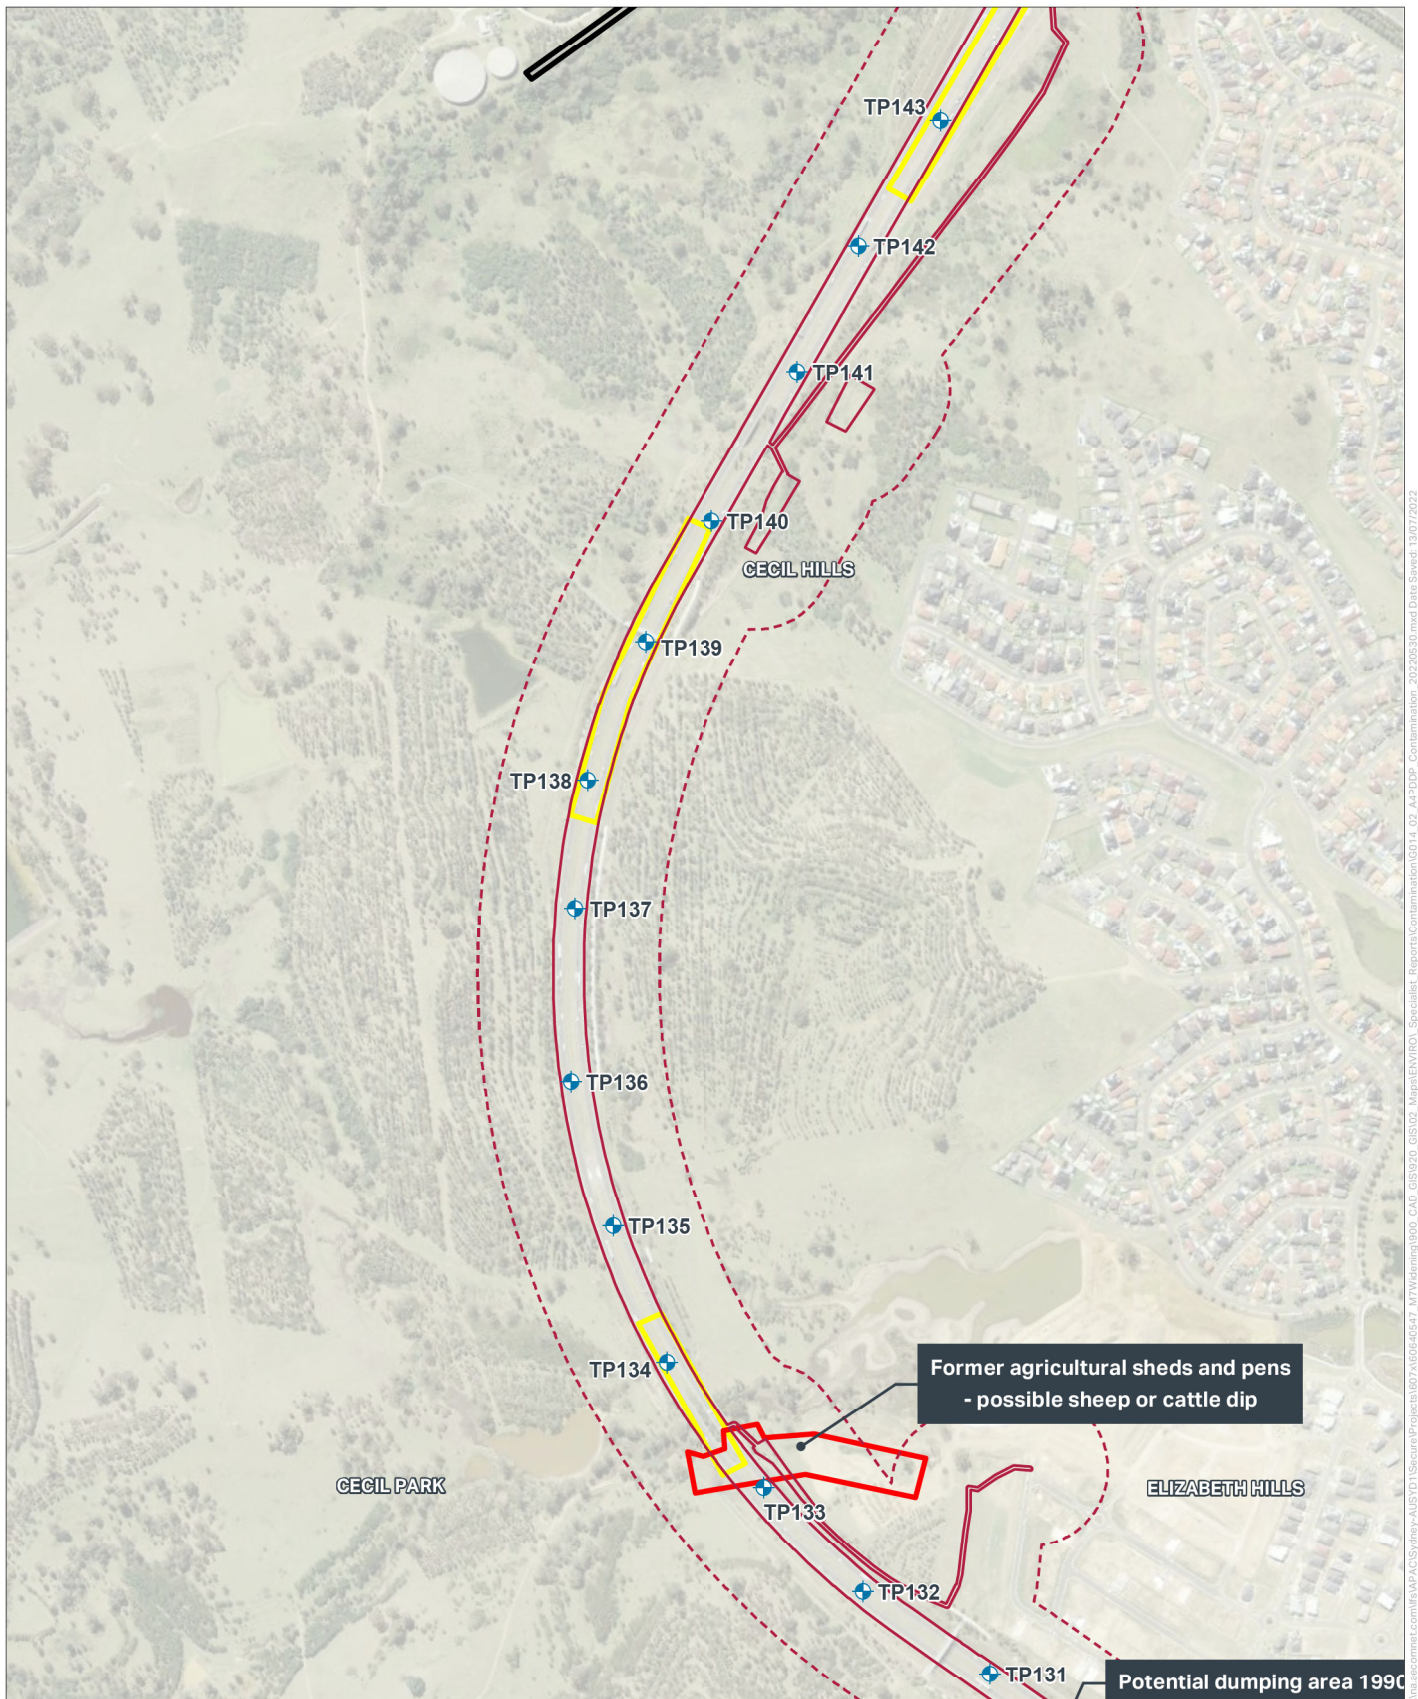 TP143
TP142
TP141
TP140
CECIL HILLS
TP139
TP138
TP137
TP136
TP135
TP134
Former agricultural sheds and pens
- possible sheep or cattle dip
CECIL PARK
ELIZABETH HILLS
TP133
TP132
TP131
Potential dumping area 1990